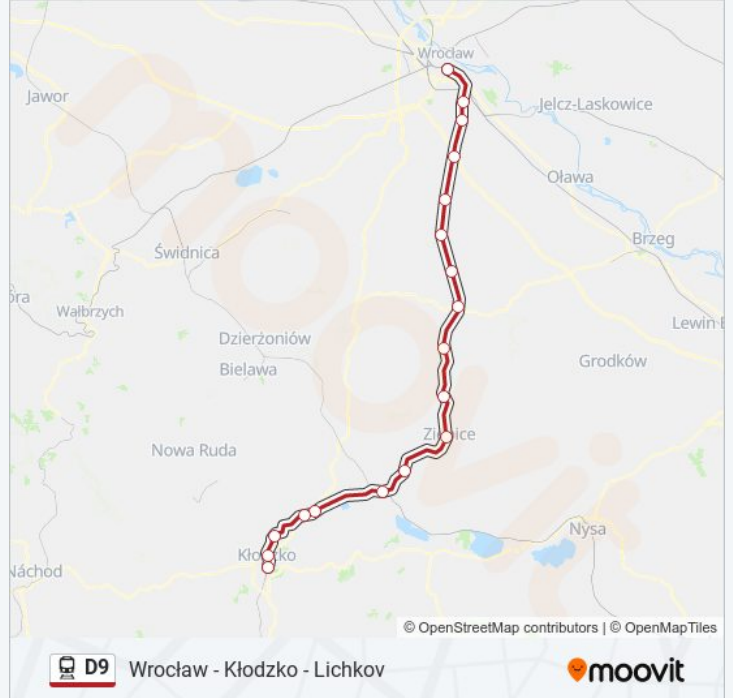 Wrocław
Jawor
Jelcz-Laskowice
Oława
Brzeg
Świdnica
óra
Wałbrzych
Lewin B
Dzierżoniów
Grodków
Bielawa
Ziębice
Nowa Ruda
Nysa
Kłodzko
Náchod
moovit
© OpenStreetMap contributors | © OpenMapTiles
D9 Wrocław - Kłodzko - Lichkov
moovit